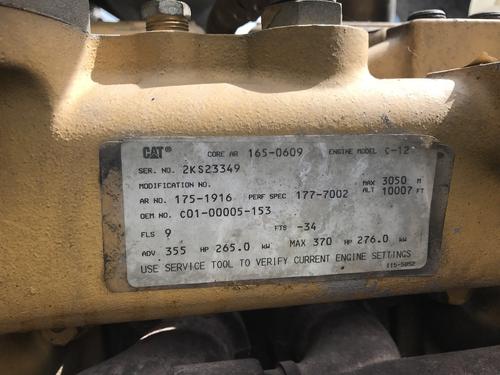 CAT® CORE AR 165-0609 ENGINE MODEL C-12
SER. NO. 2KS23349
MODIFICATION NO. MAX ALT 3050 M 10007 FT
AR NO. 175-1916 PERF SPEC 177-7002
OEM NO. C01-00005-153
FLS 9 FTS -34
ADV 355 HP 265.0 kW MAX 370 HP 276.0 kW
USE SERVICE TOOL TO VERIFY CURRENT ENGINE SETTINGS
115-5052